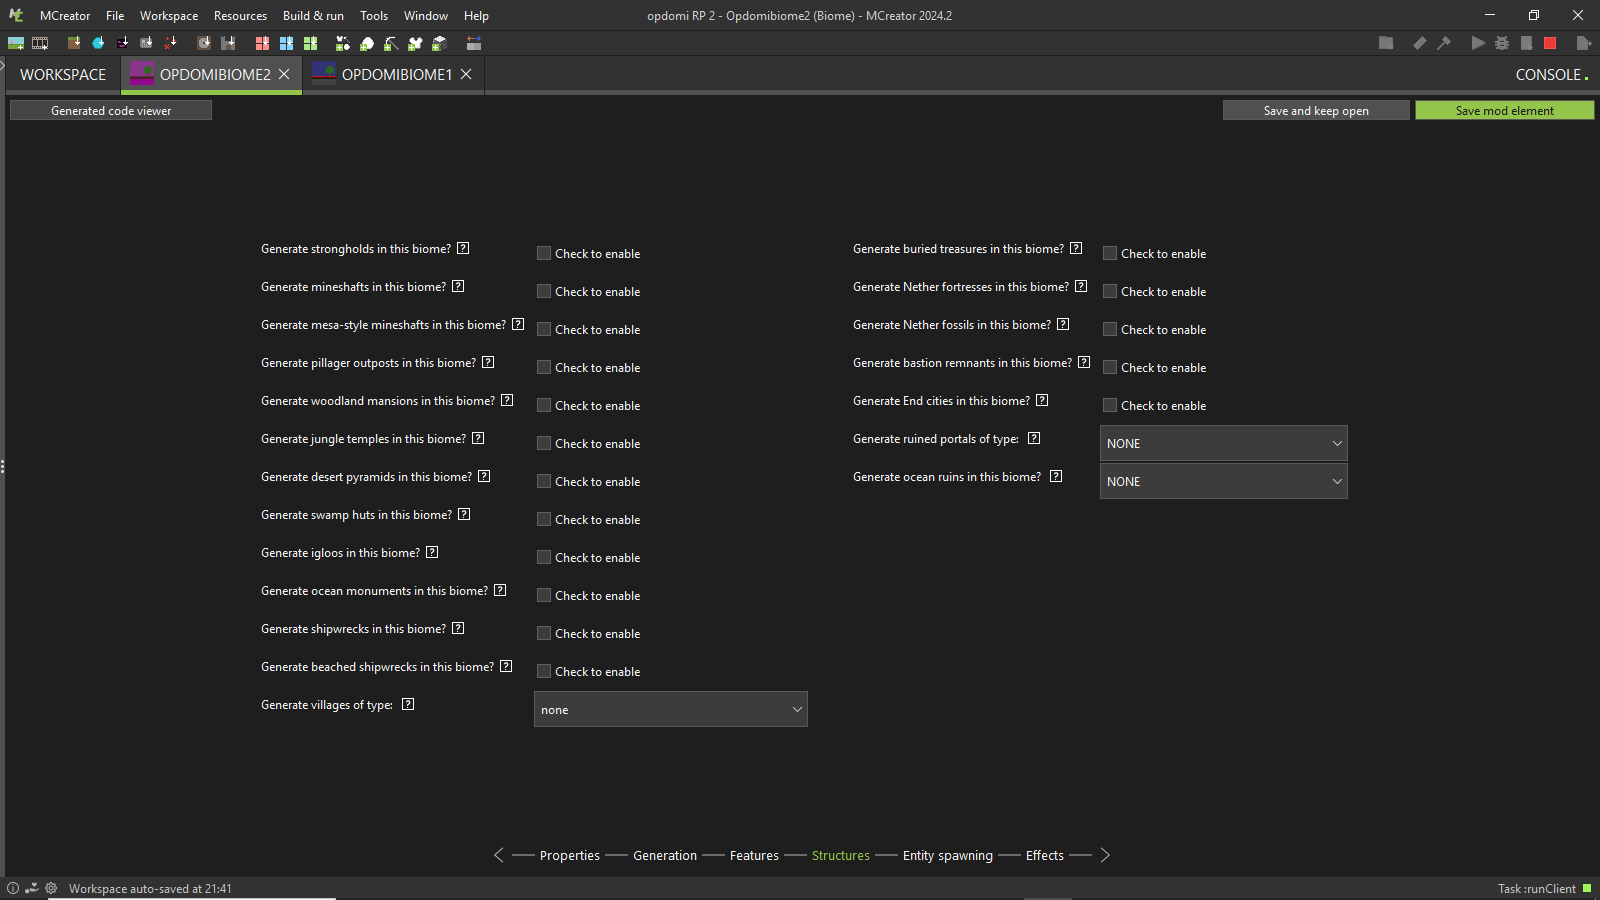 MCreator File Workspace Resources Build & run Tools Window Help opdomi RP 2 - Opdomibiome2 (Biome) - MCreator 2024.2
WORKSPACE OPDOMIBIOME2 OPDOMIBIOME1 CONSOLE
Generated code viewer Save and keep open Save mod element
Generate strongholds in this biome? ? Check to enable
Generate mineshafts in this biome? ? Check to enable
Generate mesa-style mineshafts in this biome? ? Check to enable
Generate pillager outposts in this biome? ? Check to enable
Generate woodland mansions in this biome? ? Check to enable
Generate jungle temples in this biome? ? Check to enable
Generate desert pyramids in this biome? ? Check to enable
Generate swamp huts in this biome? ? Check to enable
Generate igloos in this biome? ? Check to enable
Generate ocean monuments in this biome? ? Check to enable
Generate shipwrecks in this biome? ? Check to enable
Generate beached shipwrecks in this biome? ? Check to enable
Generate villages of type: ? none
Generate buried treasures in this biome? ? Check to enable
Generate Nether fortresses in this biome? ? Check to enable
Generate Nether fossils in this biome? ? Check to enable
Generate bastion remnants in this biome? ? Check to enable
Generate End cities in this biome? ? Check to enable
Generate ruined portals of type: ? NONE
Generate ocean ruins in this biome? ? NONE
Properties Generation Features Structures Entity spawning Effects
Workspace auto-saved at 21:41 Task :runClient